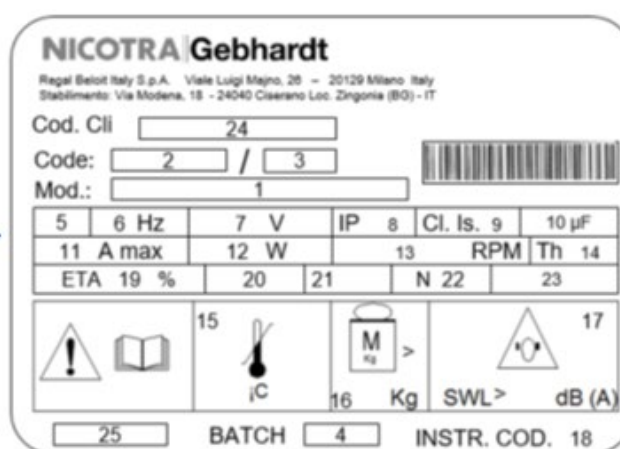 NICOTRA Gebhardt
Regal Beloit Italy S.p.A. Viale Luigi Majno, 26 – 20129 Milano Italy
Stabilimento: Via Modena, 18 - 24040 Ciserano Loc. Zingonia (BG) - IT
Cod. Cli 24
Code: 2 / 3
Mod.: 1
5 6 Hz 7 V IP 8 Cl. Is. 9 10 µF
11 A max 12 W 13 RPM Th 14
ETA 19 % 20 21 N 22 23
15 17
M
Kg >
¡C 16 Kg SWL> dB (A)
25 BATCH 4 INSTR. COD. 18